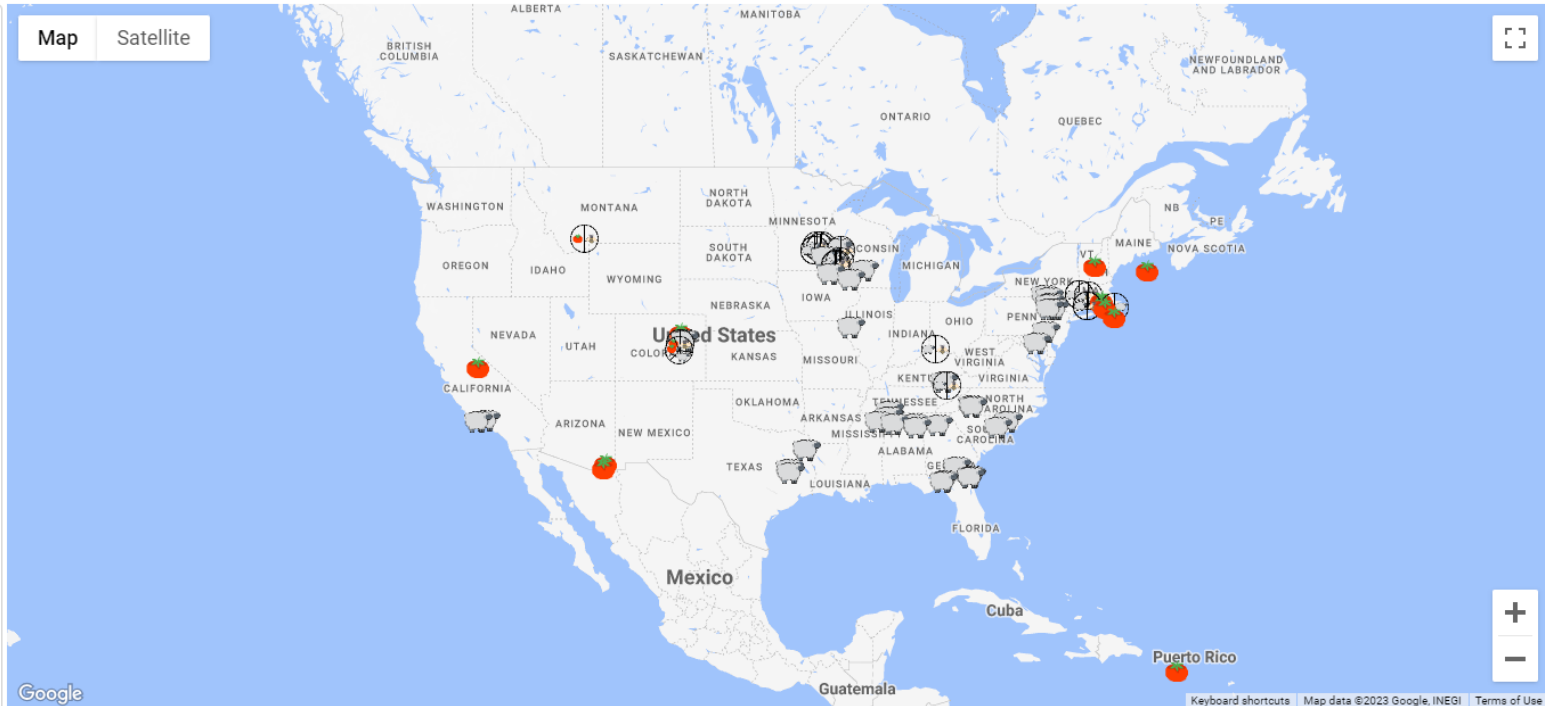 Map
Satellite
ALBERTA
MANITOBA
BRITISH
COLUMBIA
SASKATCHEWAN
NEWFOUNDLAND
AND LABRADOR
ONTARIO
QUEBEC
WASHINGTON
MONTANA
NORTH
DAKOTA
MINNESOTA
NB
PE
MAINE
NOVA SCOTIA
VT
OREGON
IDAHO
SOUTH
DAKOTA
MICHIGAN
WYOMING
NEW YORK
NEBRASKA
IOWA
ILLINOIS
INDIANA
OHIO
NEVADA
UTAH
United States
KANSAS
MISSOURI
WEST
VIRGINIA
VIRGINIA
CALIFORNIA
OKLAHOMA
TENNESSEE
NORTH
CAROLINA
ARKANSAS
ARIZONA
NEW MEXICO
CAROLINA
ALABAMA
TEXAS
LOUISIANA
FLORIDA
Mexico
Cuba
Puerto Rico
Guatemala
Google
Keyboard shortcuts
Map data ©2023 Google, INEGI
Terms of Use